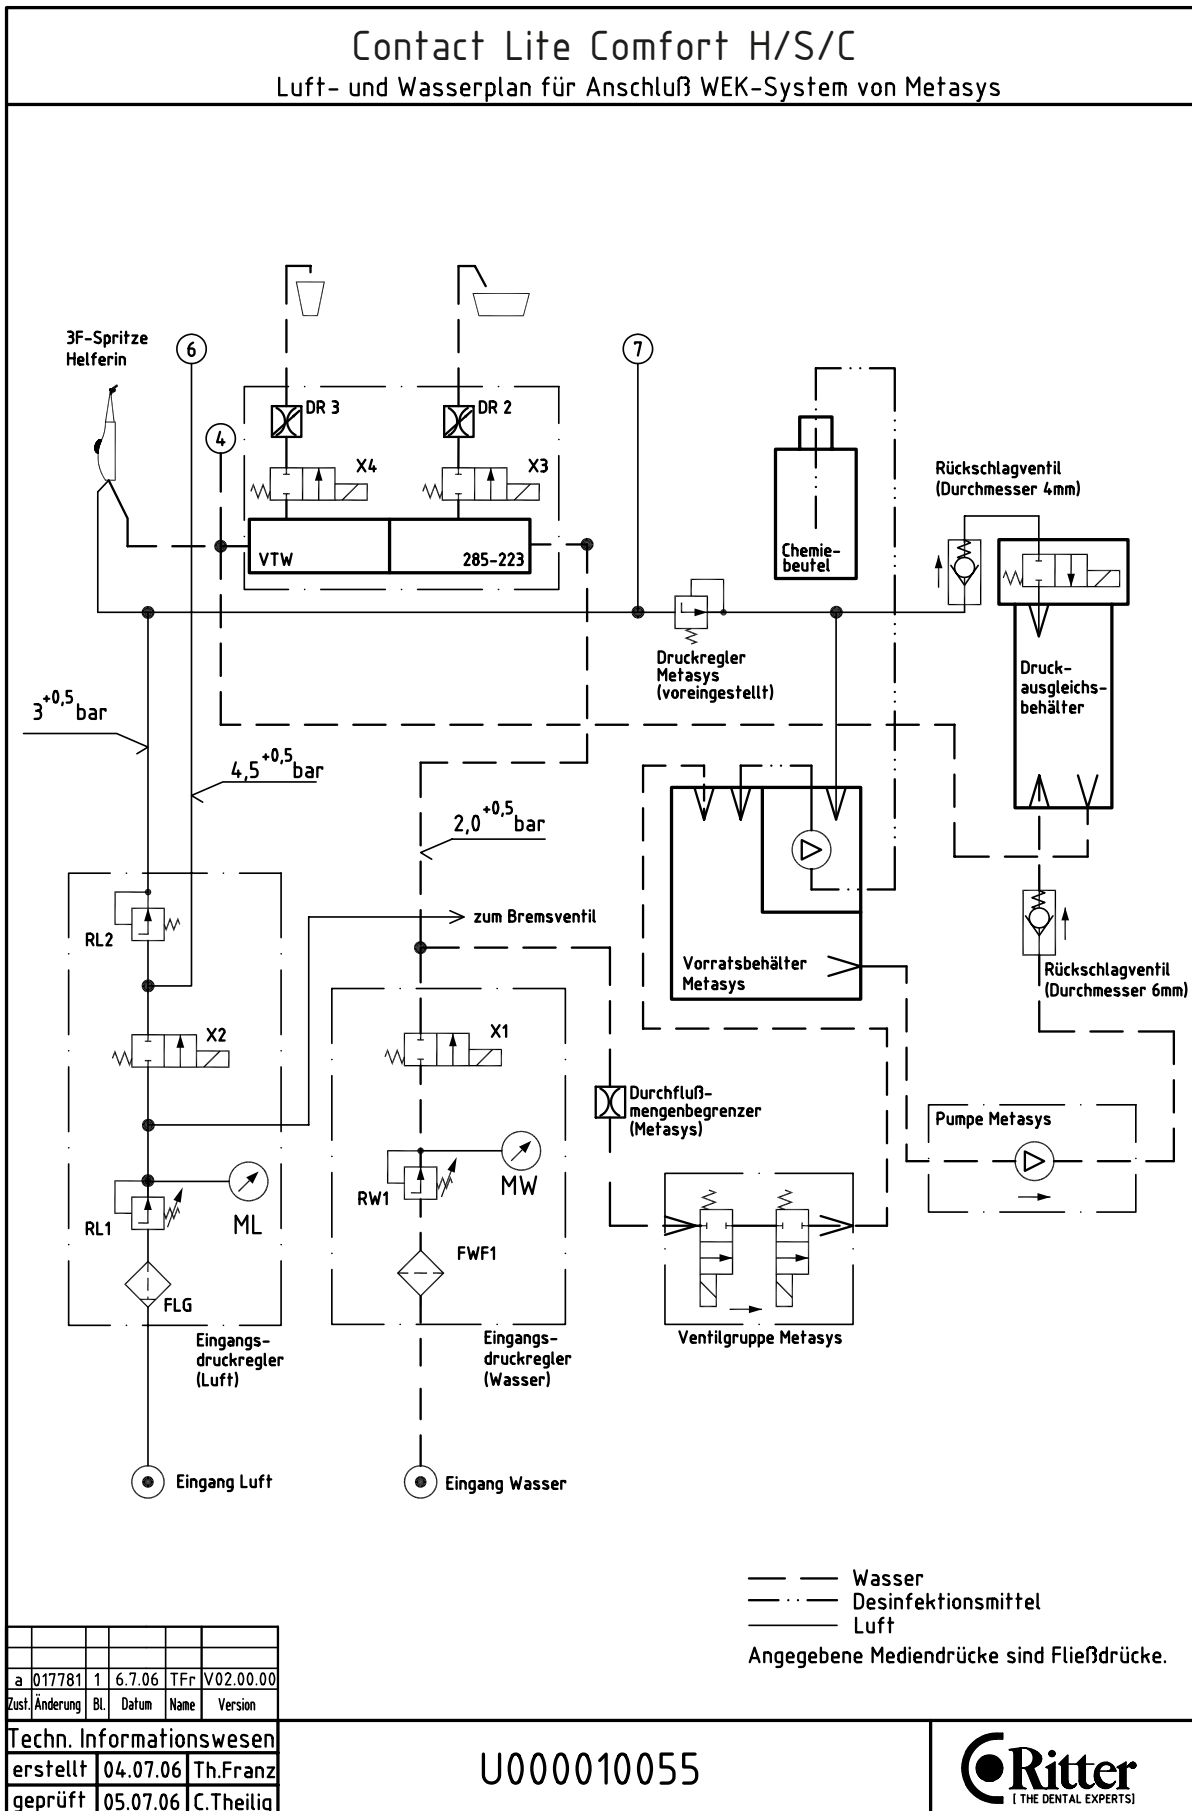 Contact Lite Comfort H/S/C
Luft- und Wasserplan für Anschluß WEK-System von Metasys
3F-Spritze
Helferin
6
7
4
DR 3
DR 2
X4
X3
VTW
285-223
Chemie-
beutel
Rückschlagventil
(Durchmesser 4mm)
Druckregler
Metasys
(voreingestellt)
Druck-
ausgleichs-
behälter
3+0,5 bar
4,5+0,5 bar
2,0+0,5 bar
zum Bremsventil
RL2
Vorratsbehälter
Metasys
Rückschlagventil
(Durchmesser 6mm)
X2
X1
Durchfluß-
mengenbegrenzer
(Metasys)
Pumpe Metasys
RL1
ML
RW1
MW
FWF1
FLG
Eingangs-
druckregler
(Luft)
Eingangs-
druckregler
(Wasser)
Ventilgruppe Metasys
Eingang Luft
Eingang Wasser
Wasser
Desinfektionsmittel
Luft
Angegebene Mediendrücke sind Fließdrücke.
a 017781 1 6.7.06 TFr V02.00.00
Zust. Änderung Bl. Datum Name Version
Techn. Informationswesen
erstellt 04.07.06 Th.Franz
geprüft 05.07.06 C.Theilig
U000010055
Ritter
[ THE DENTAL EXPERTS]